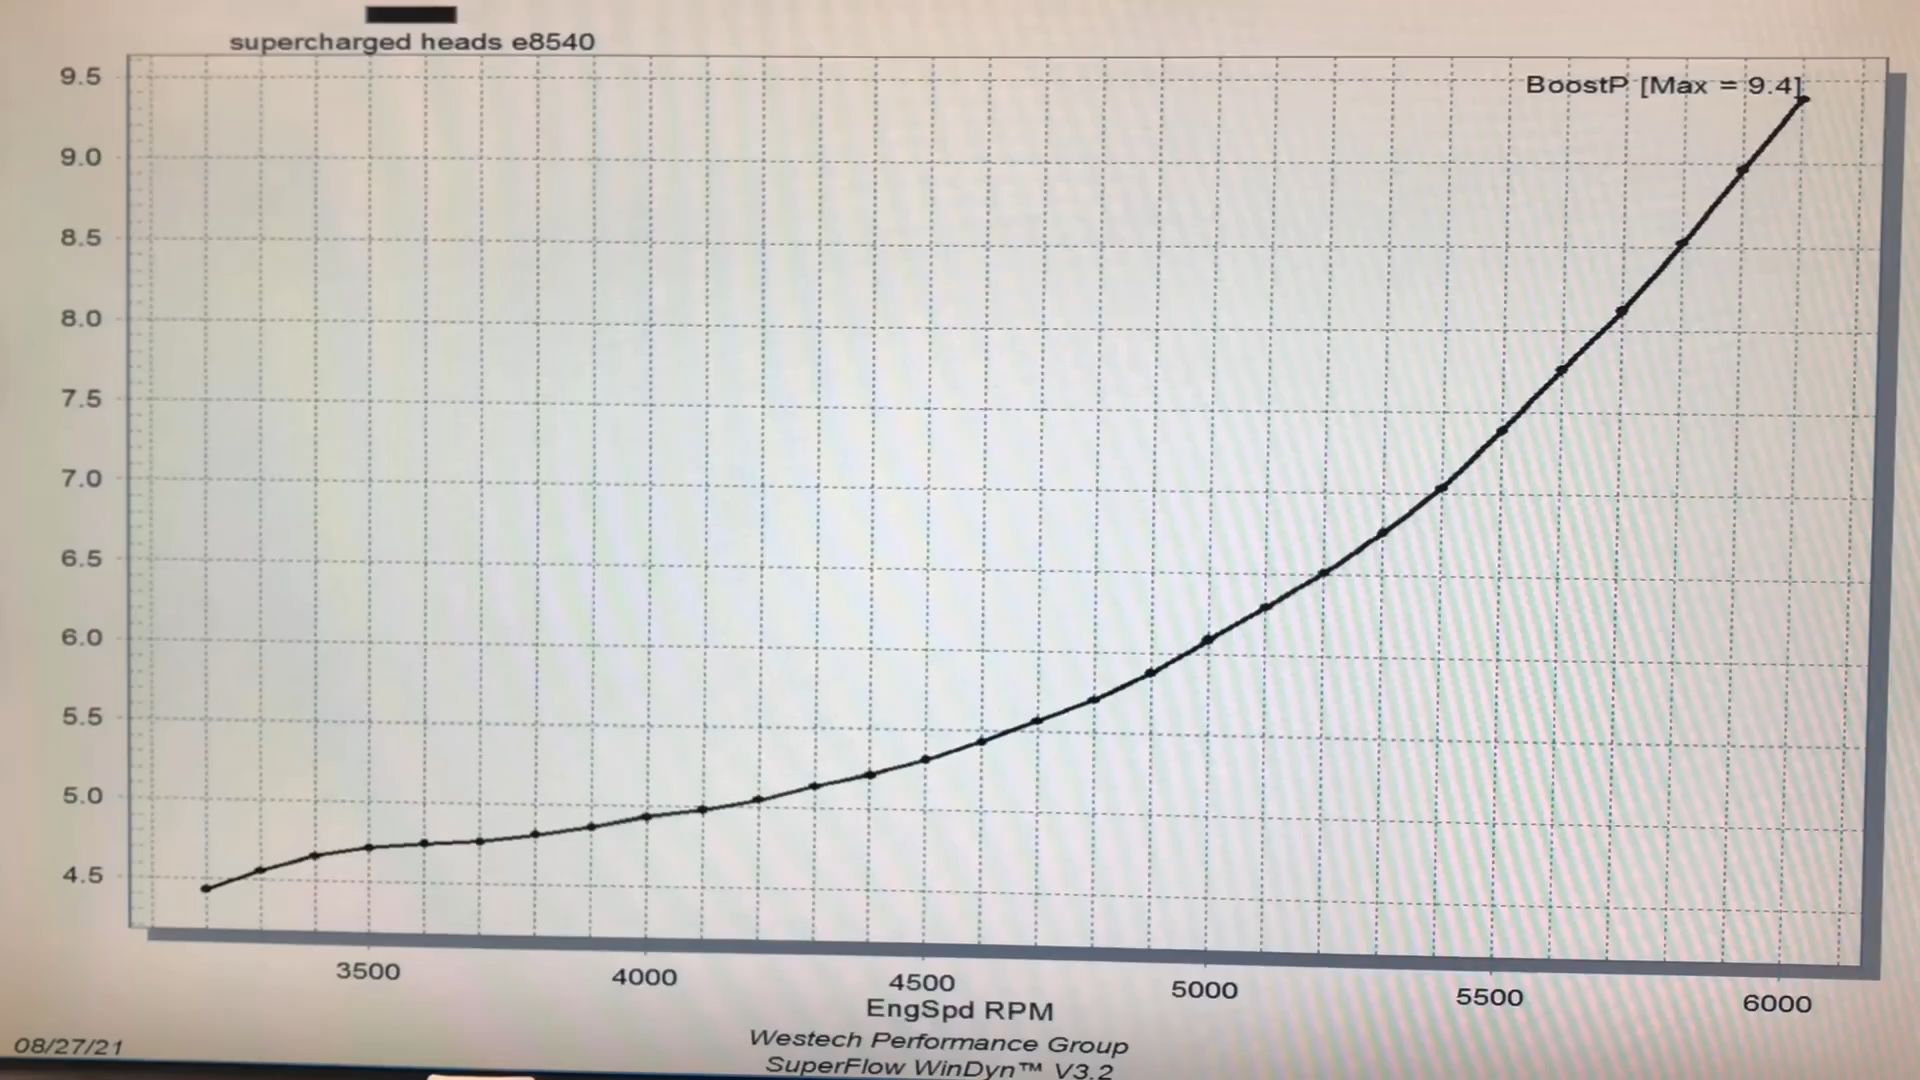 supercharged heads e8540
BoostP [Max = 9.4]
9.5
9.0
8.5
8.0
7.5
7.0
6.5
6.0
5.5
5.0
4.5
3500 4000 4500 5000 5500 6000
EngSpd RPM
Westech Performance Group
SuperFlow WinDyn™ V3.2
08/27/21